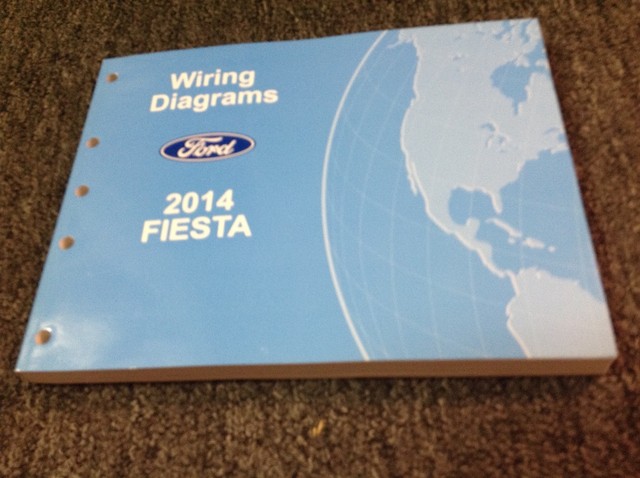 Wiring
Diagrams
Ford
2014
FIESTA